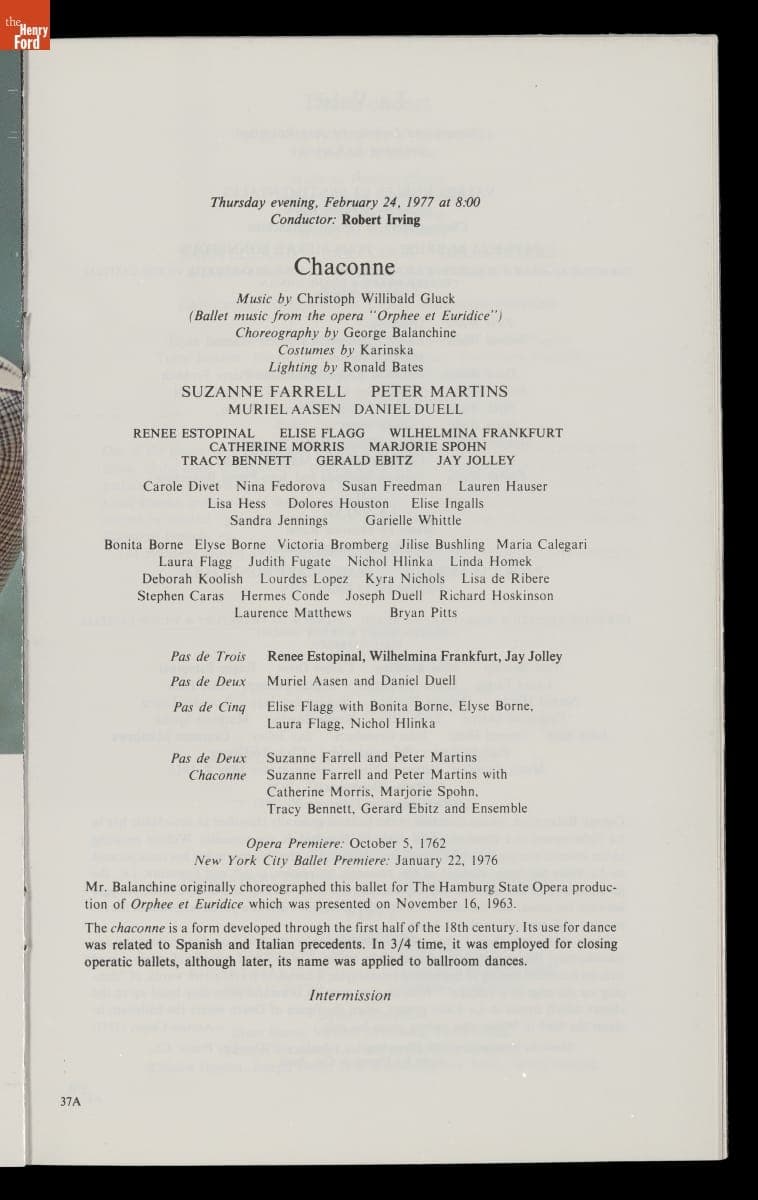 the
Henry
Ford
Thursday evening, February 24, 1977 at 8:00
Conductor: Robert Irving
Chaconne
Music by Christoph Willibald Gluck
(Ballet music from the opera "Orphee et Euridice")
Choreography by George Balanchine
Costumes by Karinska
Lighting by Ronald Bates
SUZANNE FARRELL PETER MARTINS
MURIEL AASEN DANIEL DUELL
RENEE ESTOPINAL ELISE FLAGG WILHELMINA FRANKFURT
CATHERINE MORRIS MARJORIE SPOHN
TRACY BENNETT GERALD EBITZ JAY JOLLEY
Carole Divet Nina Fedorova Susan Freedman Lauren Hauser
Lisa Hess Dolores Houston Elise Ingalls
Sandra Jennings Garielle Whittle
Bonita Borne Elyse Borne Victoria Bromberg Jilise Bushling Maria Calegari
Laura Flagg Judith Fugate Nichol Hlinka Linda Homek
Deborah Koolish Lourdes Lopez Kyra Nichols Lisa de Ribere
Stephen Caras Hermes Conde Joseph Duell Richard Hoskinson
Laurence Matthews Bryan Pitts
Pas de Trois Renee Estopinal, Wilhelmina Frankfurt, Jay Jolley
Pas de Deux Muriel Aasen and Daniel Duell
Pas de Cinq Elise Flagg with Bonita Borne, Elyse Borne,
Laura Flagg, Nichol Hlinka
Pas de Deux Suzanne Farrell and Peter Martins
Chaconne Suzanne Farrell and Peter Martins with
Catherine Morris, Marjorie Spohn,
Tracy Bennett, Gerard Ebitz and Ensemble
Opera Premiere: October 5, 1762
New York City Ballet Premiere: January 22, 1976
Mr. Balanchine originally choreographed this ballet for The Hamburg State Opera produc-
tion of Orphee et Euridice which was presented on November 16, 1963.
The chaconne is a form developed through the first half of the 18th century. Its use for dance
was related to Spanish and Italian precedents. In 3/4 time, it was employed for closing
operatic ballets, although later, its name was applied to ballroom dances.
Intermission
37A